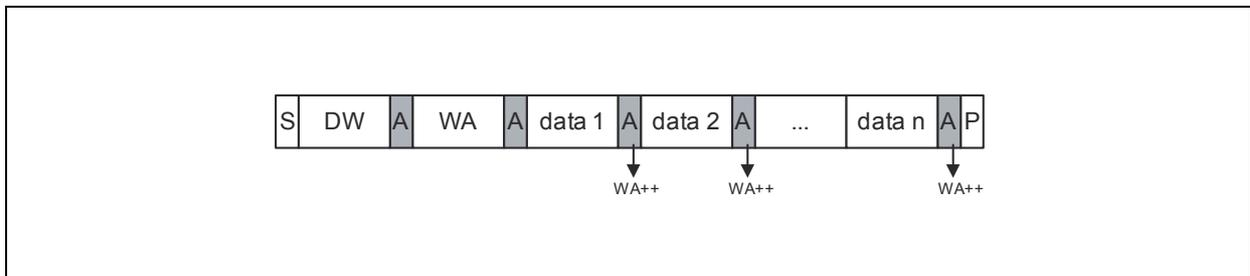 S DW A WA A data 1 A data 2 A ... data n A P
WA++ WA++ WA++